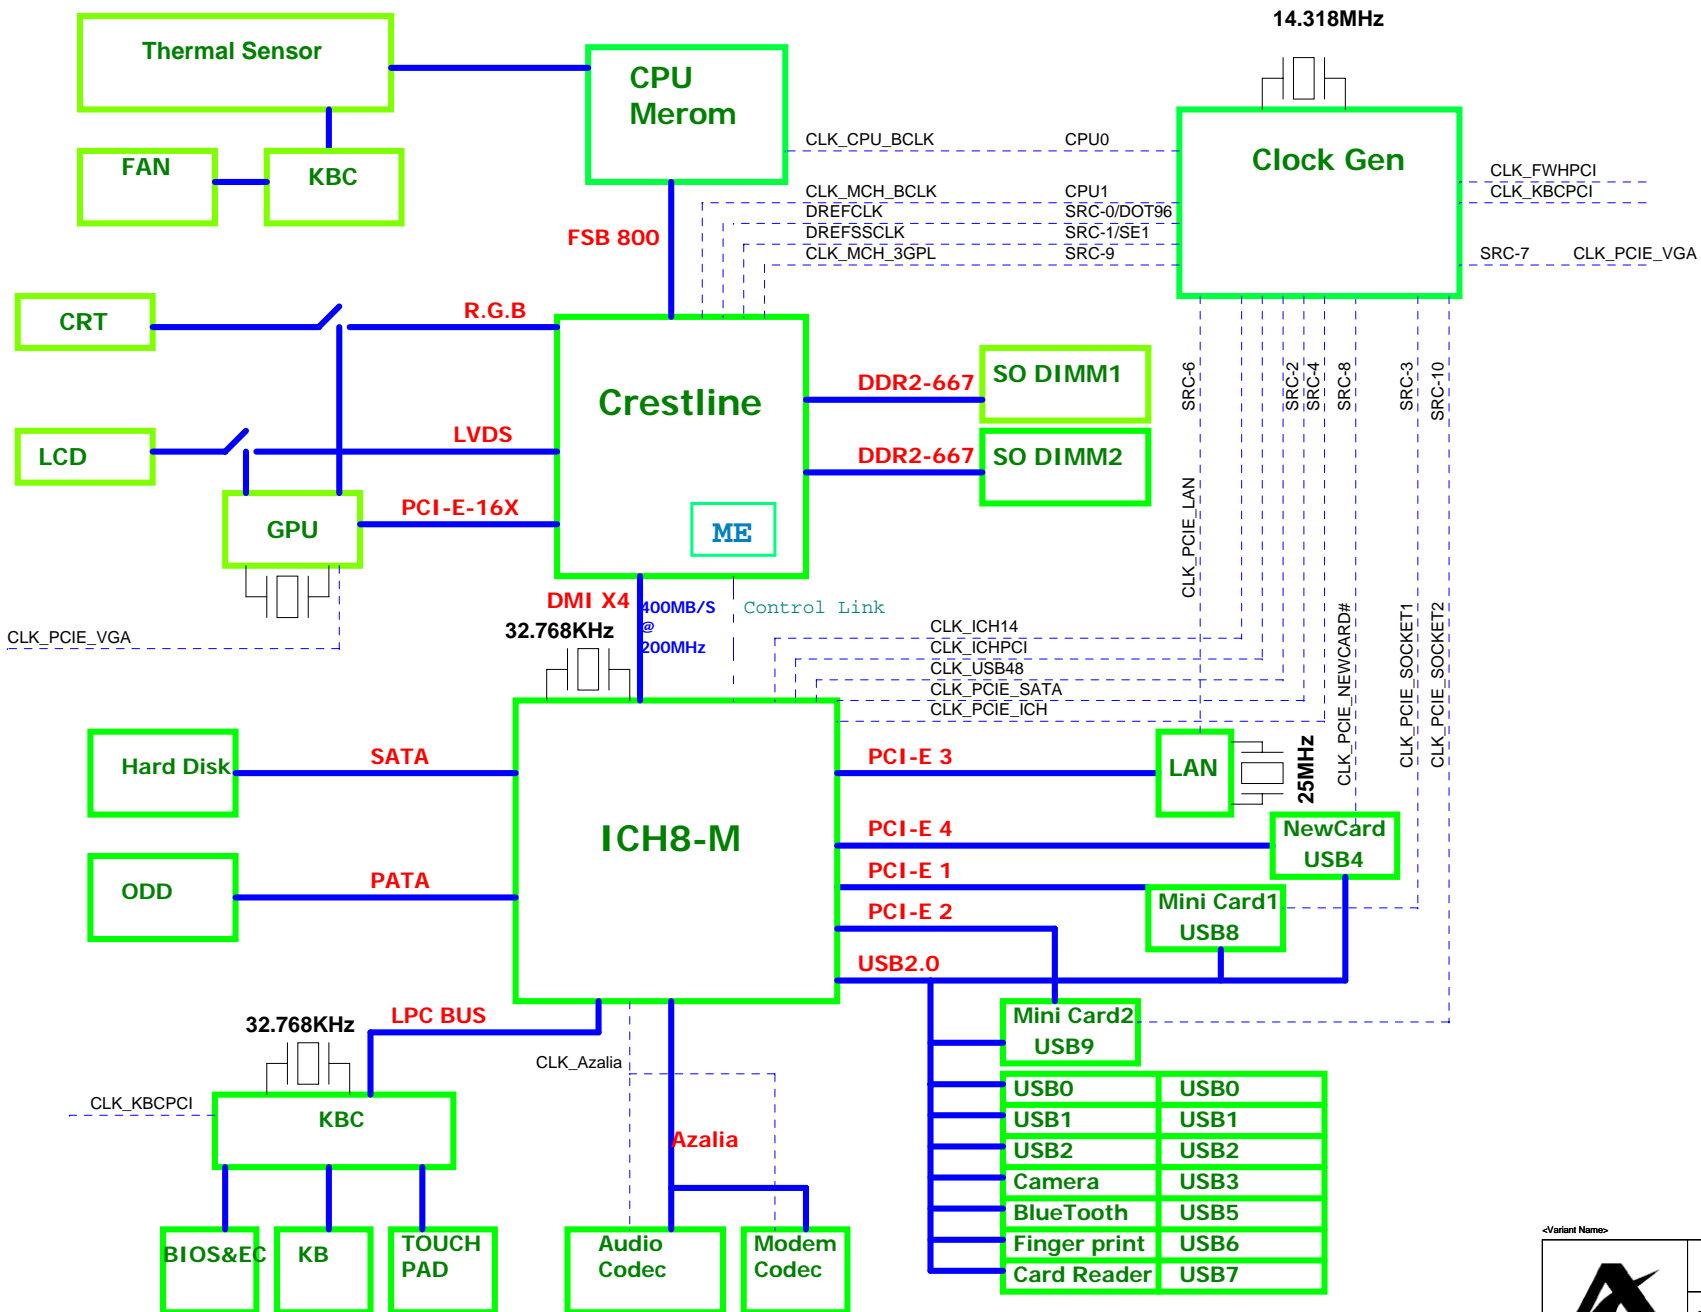 14.318MHz
Thermal Sensor
CPU
Merom
Clock Gen
FAN
KBC
CLK_CPU_BCLK
CPU0
CLK_FWHPCI
CLK_KBCPCI
CLK_MCH_BCLK
CPU1
DREFCLK
SRC-0/DOT96
DREFSSCLK
SRC-1/SE1
CLK_MCH_3GPL
SRC-9
SRC-7
CLK_PCIE_VGA
FSB 800
CRT
R.G.B
LCD
LVDS
GPU
PCI-E-16X
Crestline
ME
DDR2-667
SO DIMM1
DDR2-667
SO DIMM2
SRC-6
SRC-2
SRC-4
SRC-8
SRC-3
SRC-10
CLK_PCIE_LAN
CLK_PCIE_NEWCARD#
CLK_PCIE_SOCKET1
CLK_PCIE_SOCKET2
CLK_PCIE_VGA
DMI X4
400MB/S
@
200MHz
Control Link
32.768KHz
CLK_ICH14
CLK_ICHPCI
CLK_USB48
CLK_PCIE_SATA
CLK_PCIE_ICH
Hard Disk
SATA
ODD
PATA
ICH8-M
PCI-E 3
LAN
25MHz
PCI-E 4
NewCard
USB4
PCI-E 1
Mini Card1
USB8
PCI-E 2
USB2.0
Mini Card2
USB9
LPC BUS
32.768KHz
CLK_KBCPCI
KBC
CLK_Azalia
Azalia
USB0 USB0
USB1 USB1
USB2 USB2
Camera USB3
BlueTooth USB5
Finger print USB6
Card Reader USB7
BIOS&EC
KB
TOUCH
PAD
Audio
Codec
Modem
Codec
<Variant Name>